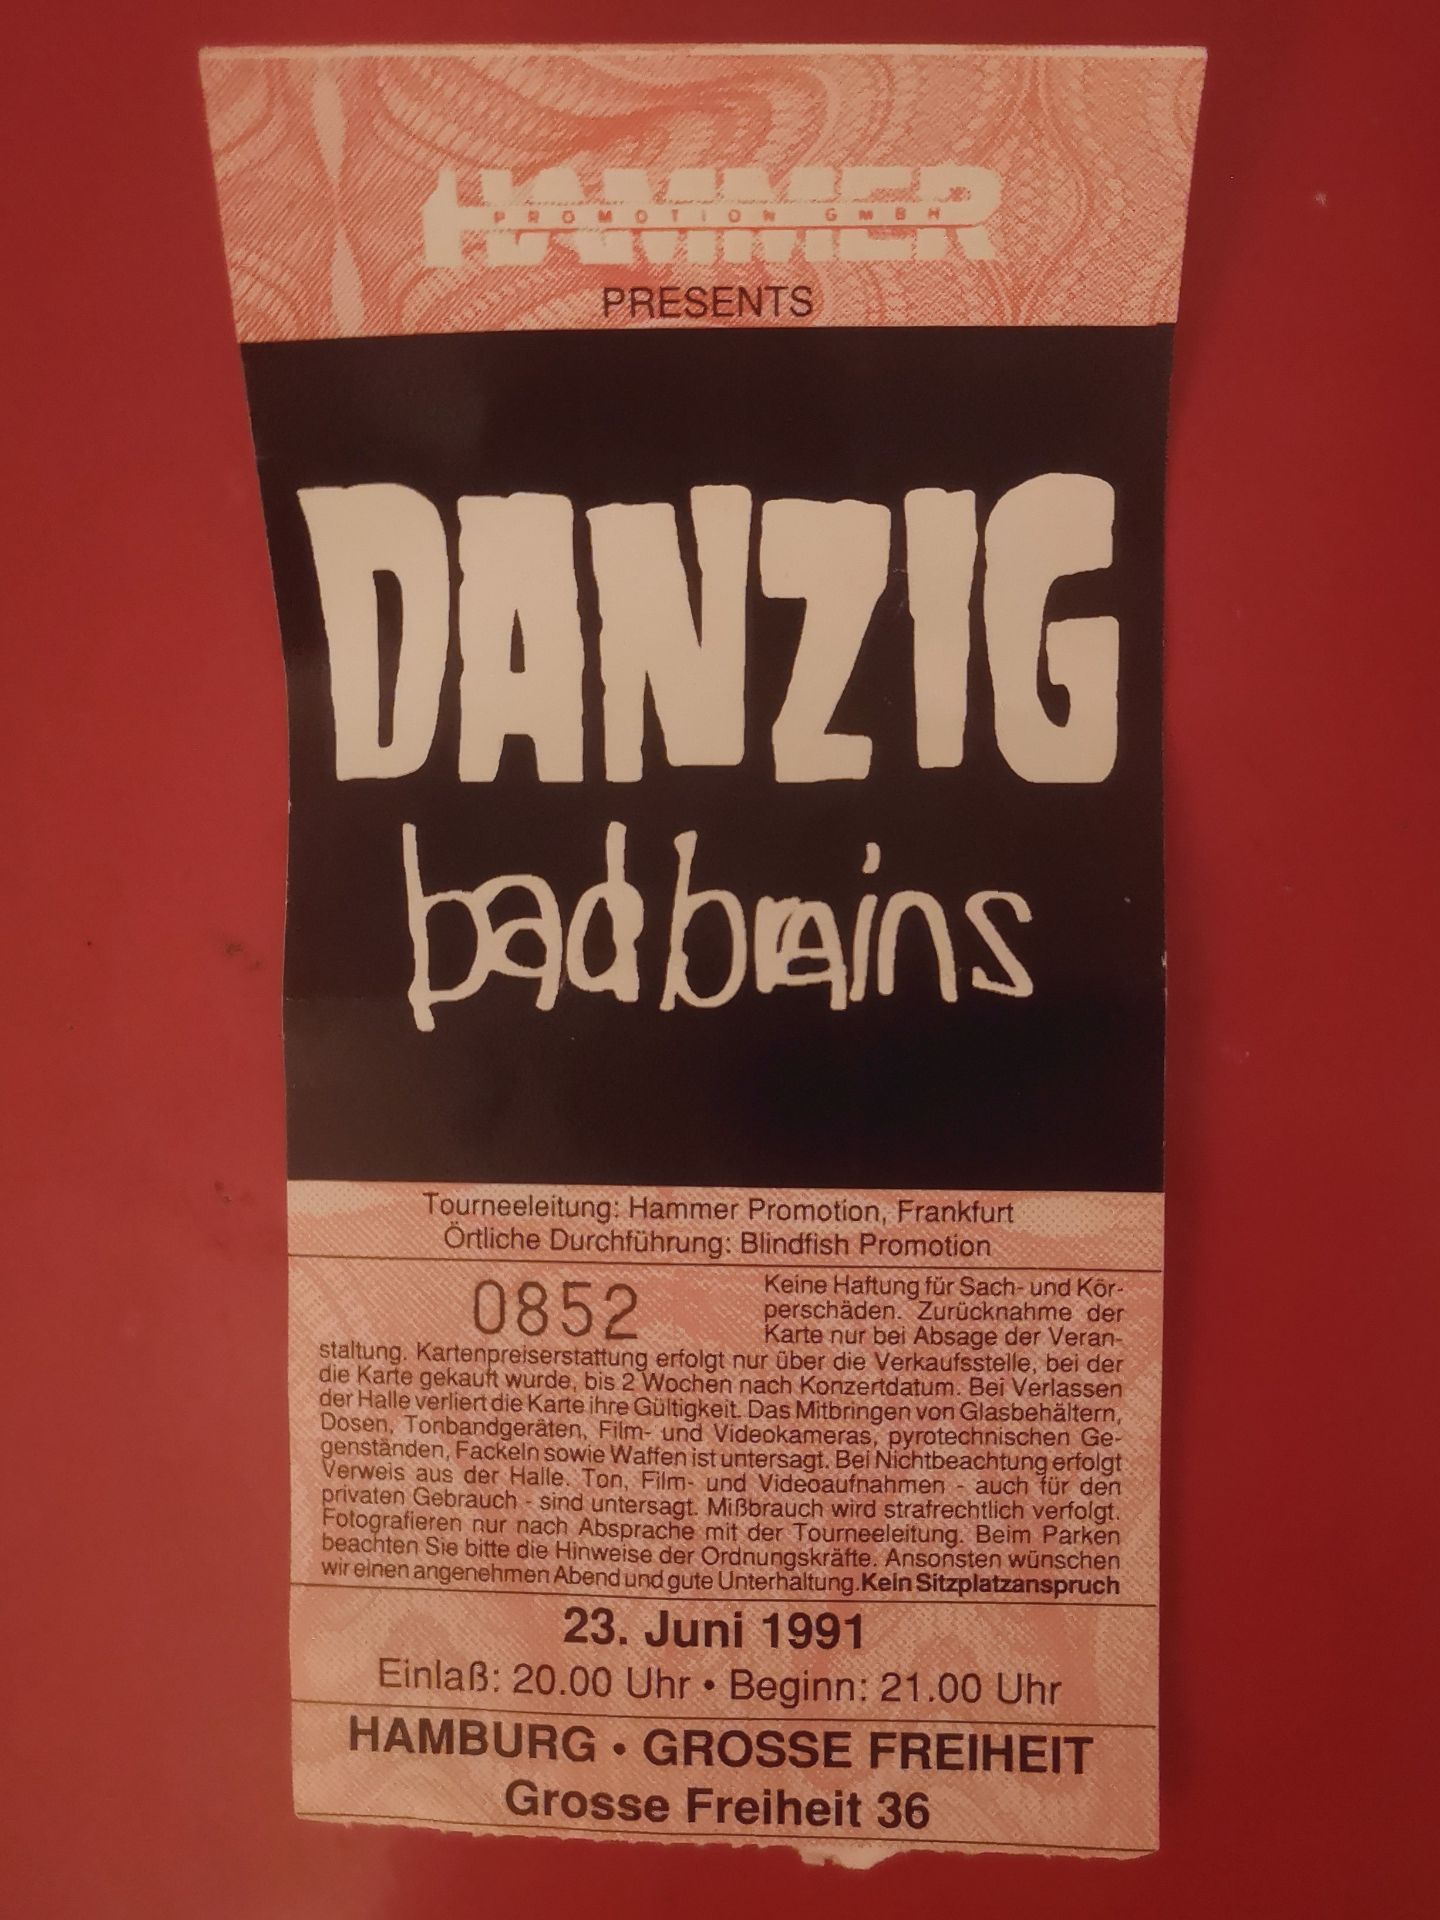 HAMMER
PROMOTION GMBH
PRESENTS
DANZIG
bad brains
Tourneeleitung: Hammer Promotion, Frankfurt
Örtliche Durchführung: Blindfish Promotion
0852
Keine Haftung für Sach- und Kör-
perschäden. Zurücknahme der
Karte nur bei Absage der Veran-
staltung. Kartenpreiserstattung erfolgt nur über die Verkaufsstelle, bei der
die Karte gekauft wurde, bis 2 Wochen nach Konzertdatum. Bei Verlassen
der Halle verliert die Karte ihre Gültigkeit. Das Mitbringen von Glasbehältern,
Dosen, Tonbandgeräten, Film- und Videokameras, pyrotechnischen Ge-
genständen, Fackeln sowie Waffen ist untersagt. Bei Nichtbeachtung erfolgt
Verweis aus der Halle. Ton, Film- und Videoaufnahmen - auch für den
privaten Gebrauch - sind untersagt. Mißbrauch wird strafrechtlich verfolgt.
Fotografieren nur nach Absprache mit der Tourneeleitung. Beim Parken
beachten Sie bitte die Hinweise der Ordnungskräfte. Ansonsten wünschen
wir einen angenehmen Abend und gute Unterhaltung. Kein Sitzplatzanspruch
23. Juni 1991
Einlaß: 20.00 Uhr • Beginn: 21.00 Uhr
HAMBURG • GROSSE FREIHEIT
Grosse Freiheit 36